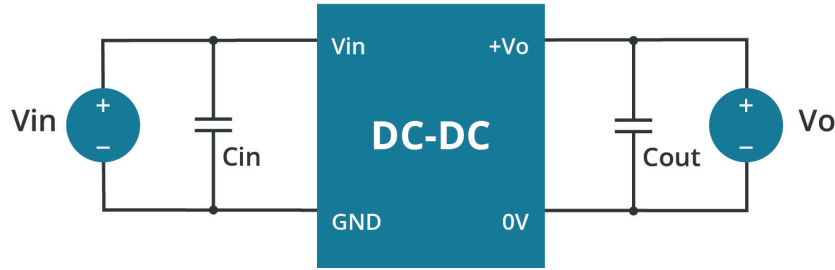 Vin +Vo
Vin + DC-DC + Vo
− Cin Cout −
GND 0V